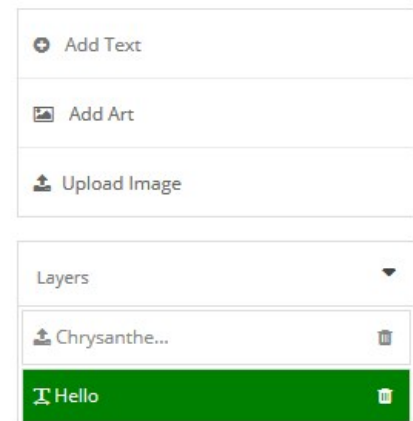 Add Text
Add Art
Upload Image
Layers
Chrysanthe...
Hello